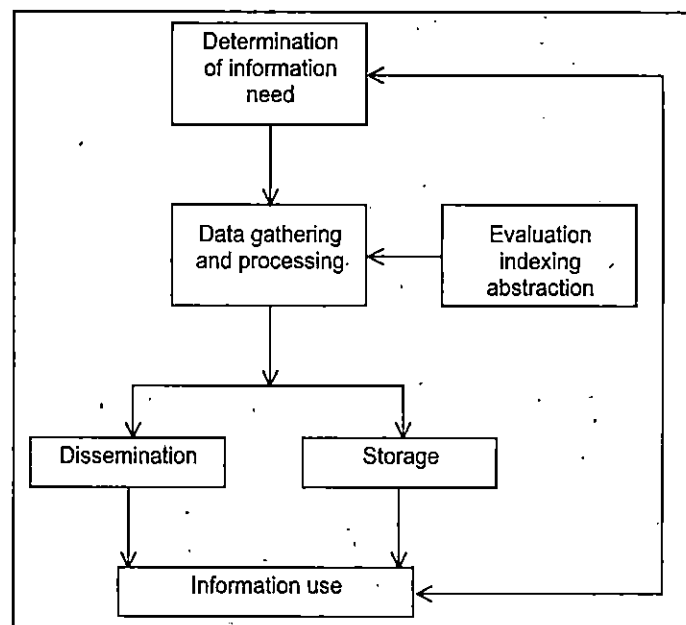 Determination
of information
need
Data gathering
and processing
Evaluation
indexing
abstraction
Dissemination
Storage
Information use